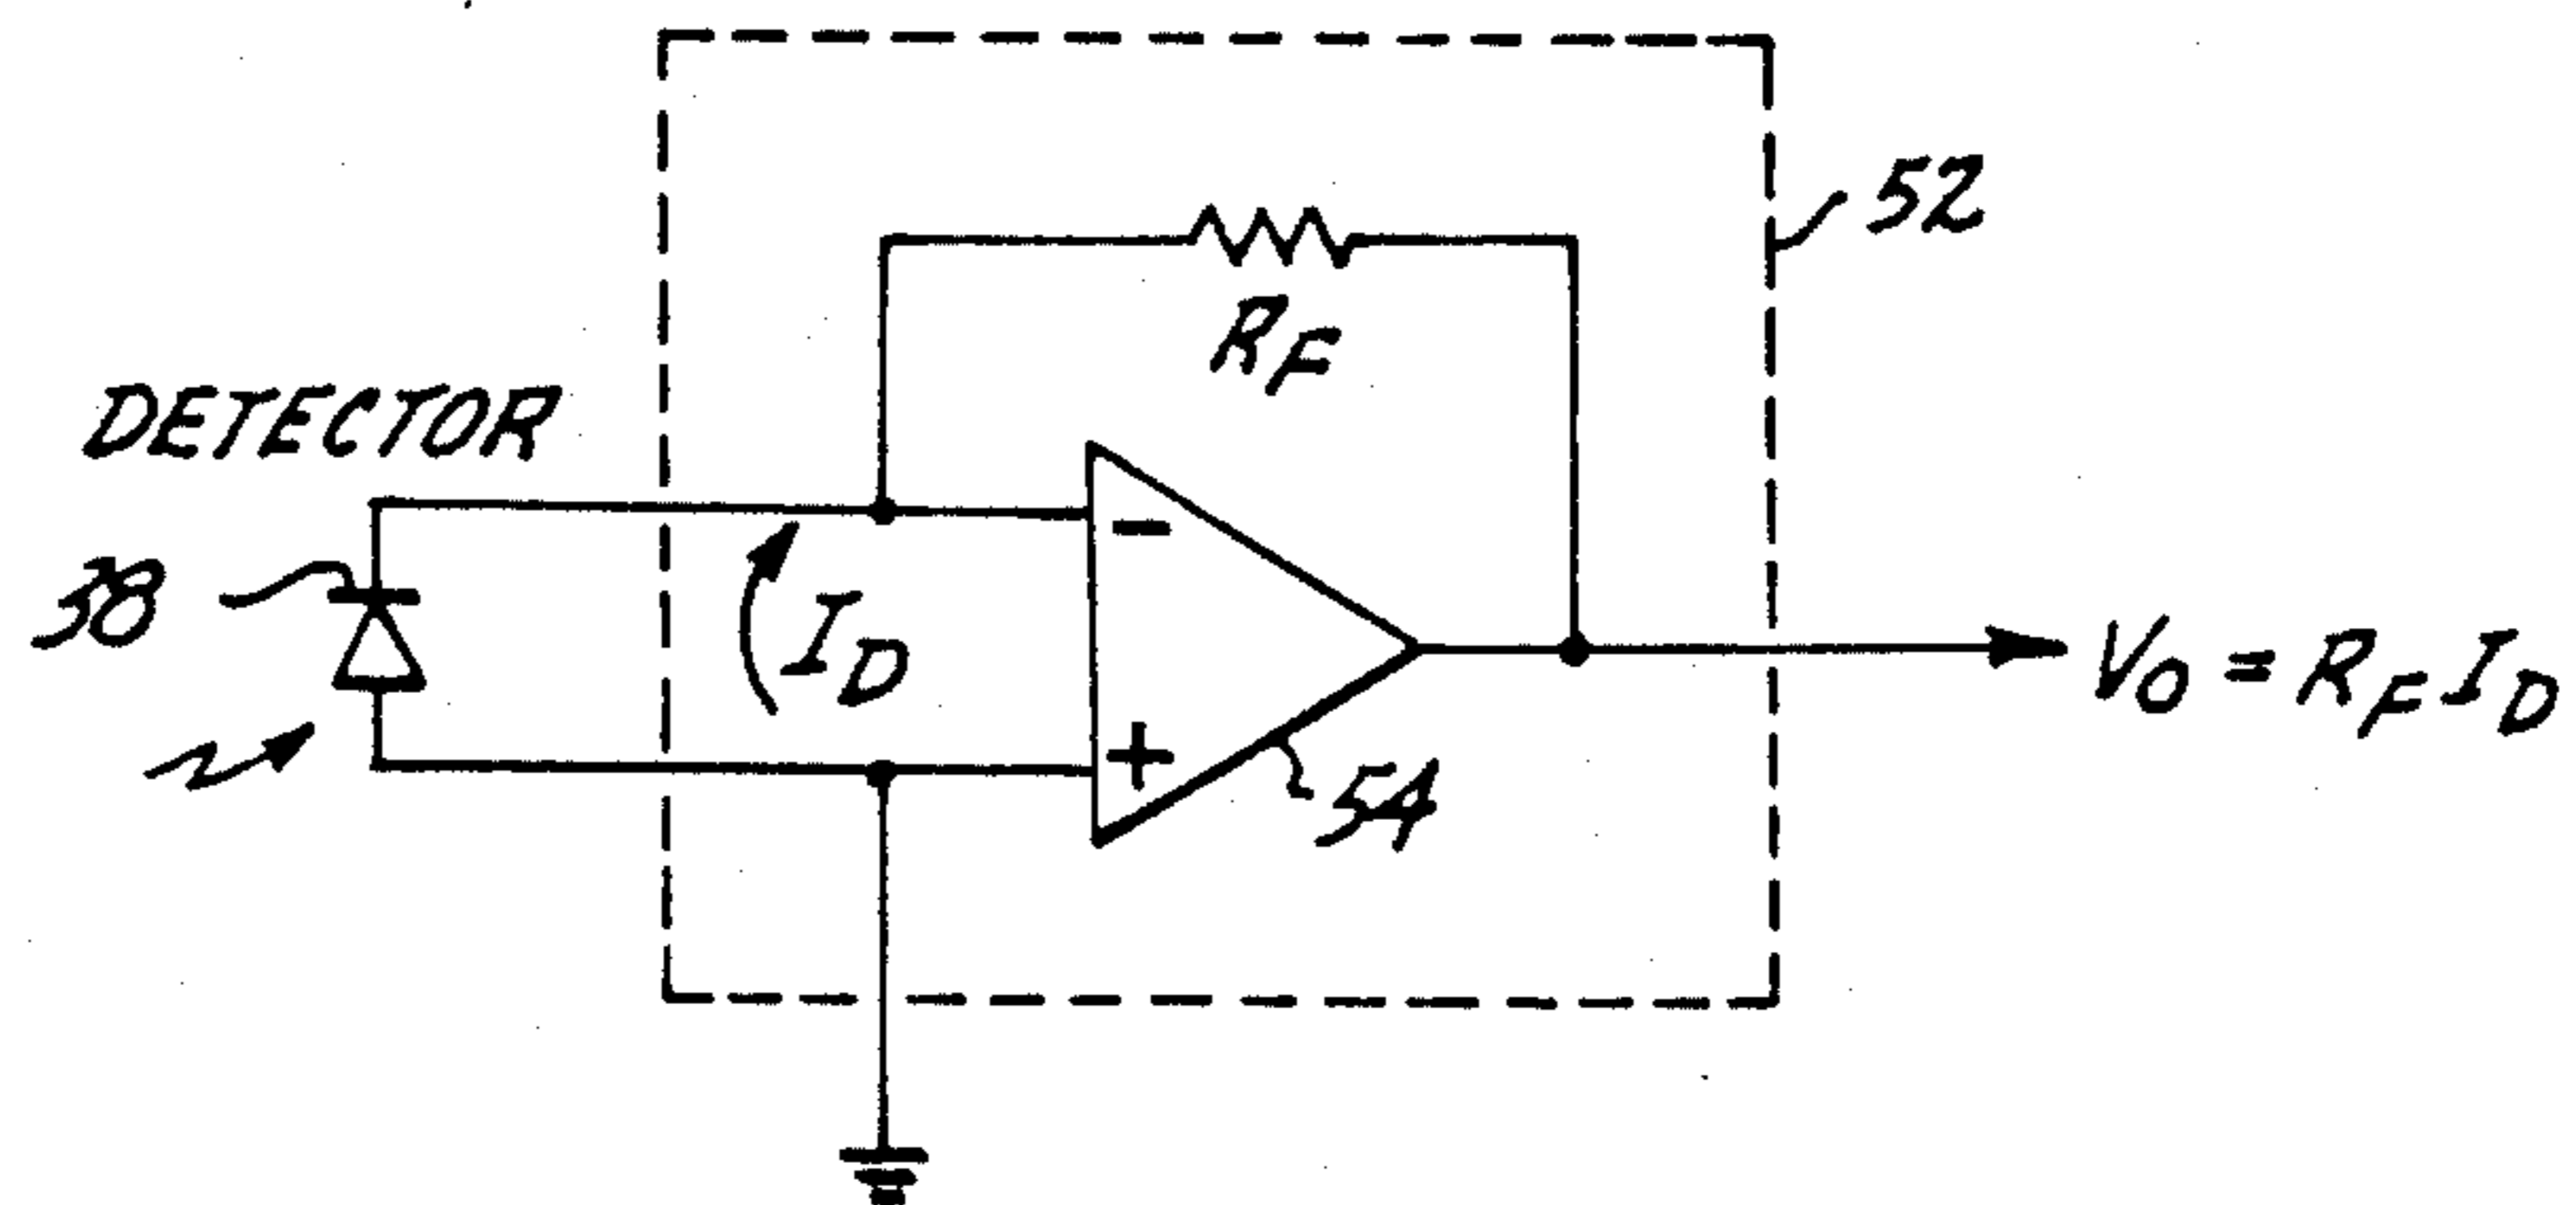 52
R_F
DETECTOR
-
38
I_D
V_O = R_F I_D
+
54